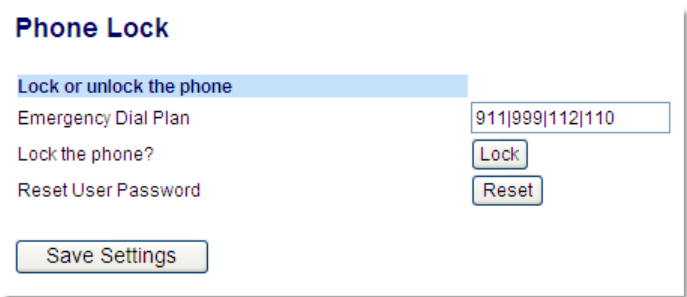 Phone Lock
Lock or unlock the phone
Emergency Dial Plan 911|999|112|110
Lock the phone? Lock
Reset User Password Reset
Save Settings